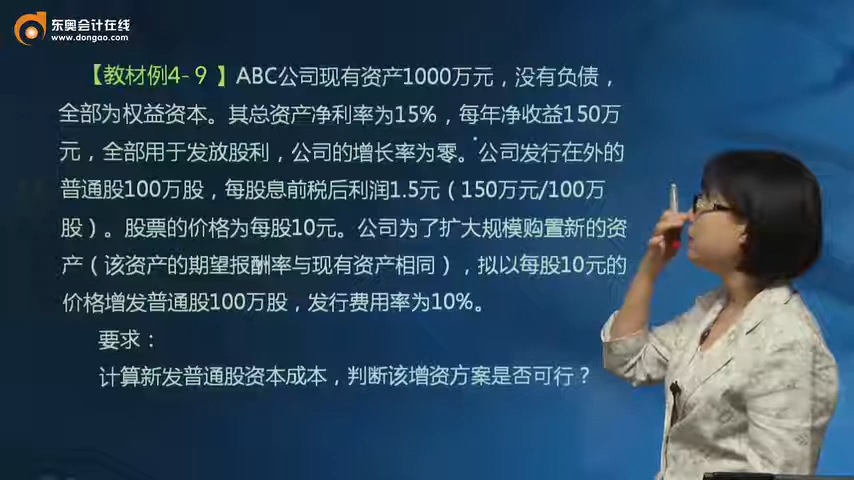 东奥会计在线
www.dongao.com
【教材例4-9】ABC公司现有资产1000万元，没有负债，
全部为权益资本。其总资产净利率为15%，每年净收益150万
元，全部用于发放股利，公司的增长率为零。公司发行在外的
普通股100万股，每股息前税后利润1.5元（150万元/100万
股）。股票的价格为每股10元。公司为了扩大规模购置新的资
产（该资产的期望报酬率与现有资产相同），拟以每股10元的
价格增发普通股100万股，发行费用率为10%。
要求：
计算新发普通股资本成本，判断该增资方案是否可行？